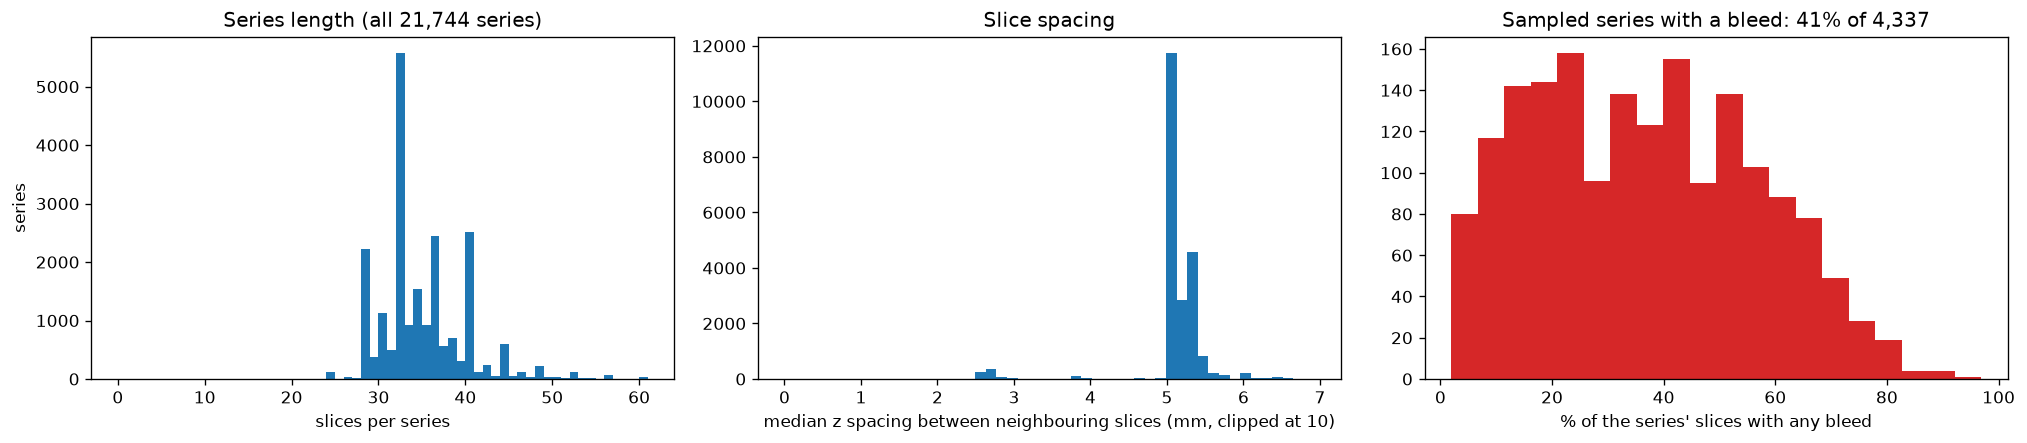 Series length (all 21,744 series)
series
5000
4000
3000
2000
1000
0
0 10 20 30 40 50 60
slices per series
Slice spacing
12000
10000
8000
6000
4000
2000
0
0 1 2 3 4 5 6 7
median z spacing between neighbouring slices (mm, clipped at 10)
Sampled series with a bleed: 41% of 4,337
160
140
120
100
80
60
40
20
0
0 20 40 60 80 100
% of the series' slices with any bleed